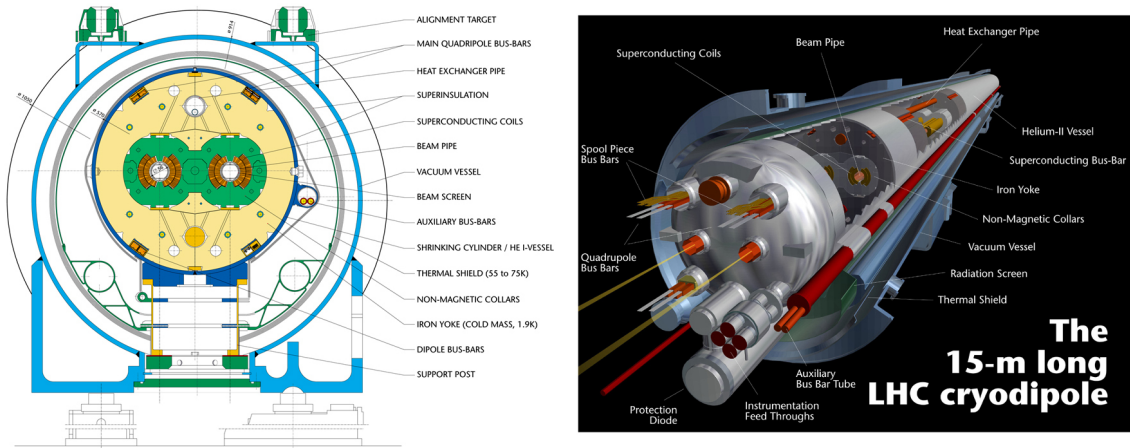 ALIGNMENT TARGET
MAIN QUADRIPOLE BUS-BARS
HEAT EXCHANGER PIPE
SUPERINSULATION
SUPERCONDUCTING COILS
BEAM PIPE
VACUUM VESSEL
BEAM SCREEN
AUXILIARY BUS-BARS
SHRINKING CYLINDER / HE I-VESSEL
THERMAL SHIELD (55 to 75K)
NON-MAGNETIC COLLARS
IRON YOKE (COLD MASS, 1.9K)
DIPOLE BUS-BARS
SUPPORT POST
ø 914
ø 1020
ø 570
Superconducting Coils
Beam Pipe
Heat Exchanger Pipe
Helium-II Vessel
Spool Piece
Bus Bars
Superconducting Bus-Bar
Iron Yoke
Non-Magnetic Collars
Vacuum Vessel
Quadrupole
Bus Bars
Radiation Screen
Thermal Shield
The
15-m long
LHC cryodipole
Auxiliary
Bus Bar Tube
Protection
Diode
Instrumentation
Feed Throughs